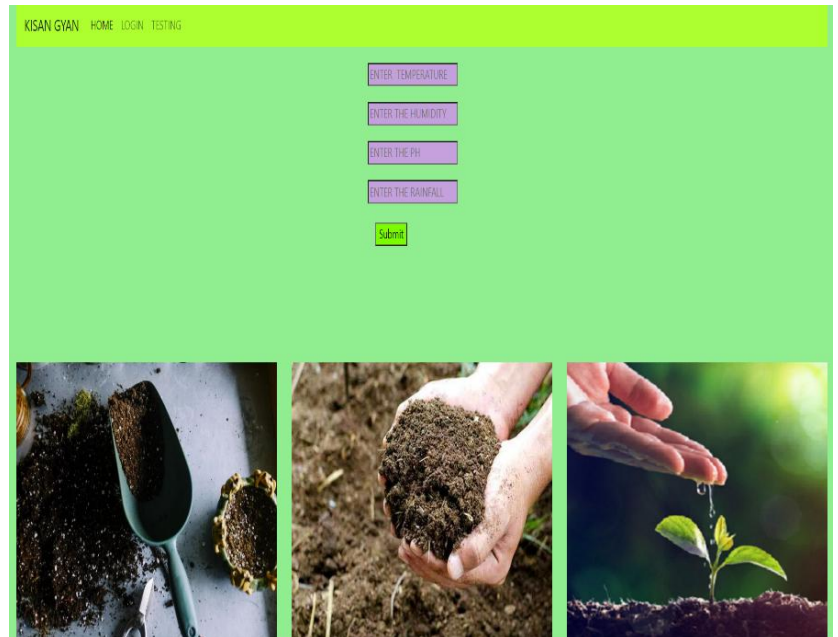 KISAN GYAN HOME LOGIN TESTING
ENTER TEMPERATURE
ENTER THE HUMIDITY
ENTER THE PH
ENTER THE RAINFALL
Submit